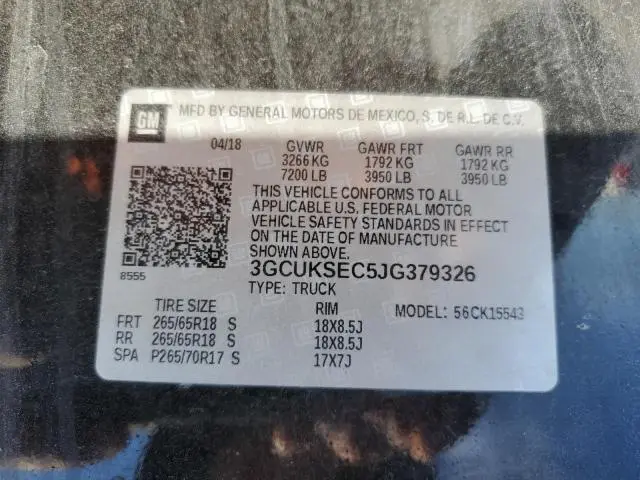 GM MFD BY GENERAL MOTORS DE MEXICO, S. DE R.L. DE C.V.
04/18 GVWR GAWR FRT GAWR RR
3266 KG 1792 KG 1792 KG
7200 LB 3950 LB 3950 LB
THIS VEHICLE CONFORMS TO ALL
APPLICABLE U.S. FEDERAL MOTOR
VEHICLE SAFETY STANDARDS IN EFFECT
ON THE DATE OF MANUFACTURE
SHOWN ABOVE.
8555
3GCUKSEC5JG379326
TYPE: TRUCK
TIRE SIZE RIM MODEL: 56CK15543
FRT 265/65R18 S 18X8.5J
RR 265/65R18 S 18X8.5J
SPA P265/70R17 S 17X7J